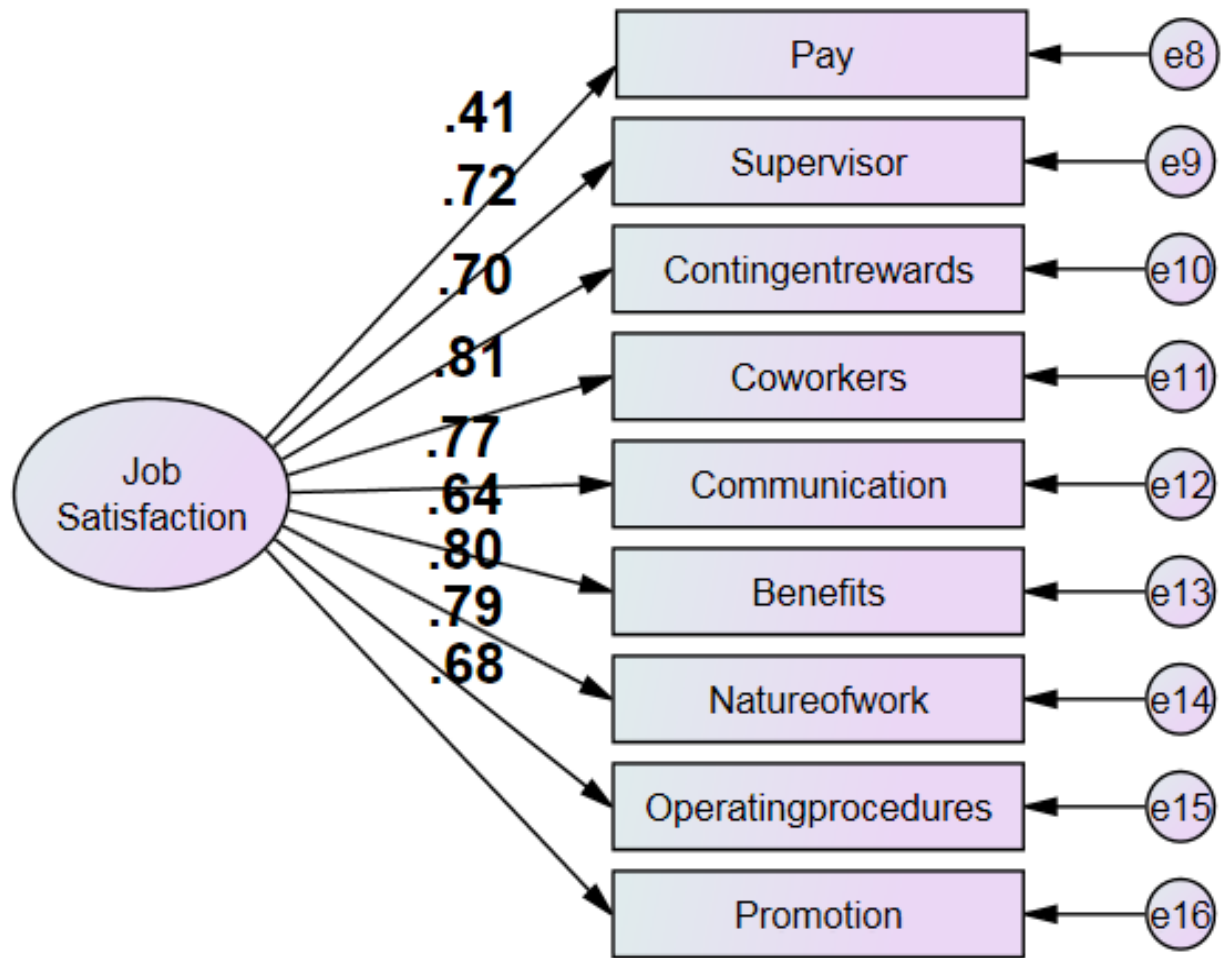 Pay
e8
.41
Supervisor
e9
.72
Contingentrewards
e10
.70
Coworkers
e11
.81
Job
Satisfaction
Communication
e12
.77
.64
Benefits
e13
.80
Natureofwork
e14
.79
Operatingprocedures
e15
.68
Promotion
e16